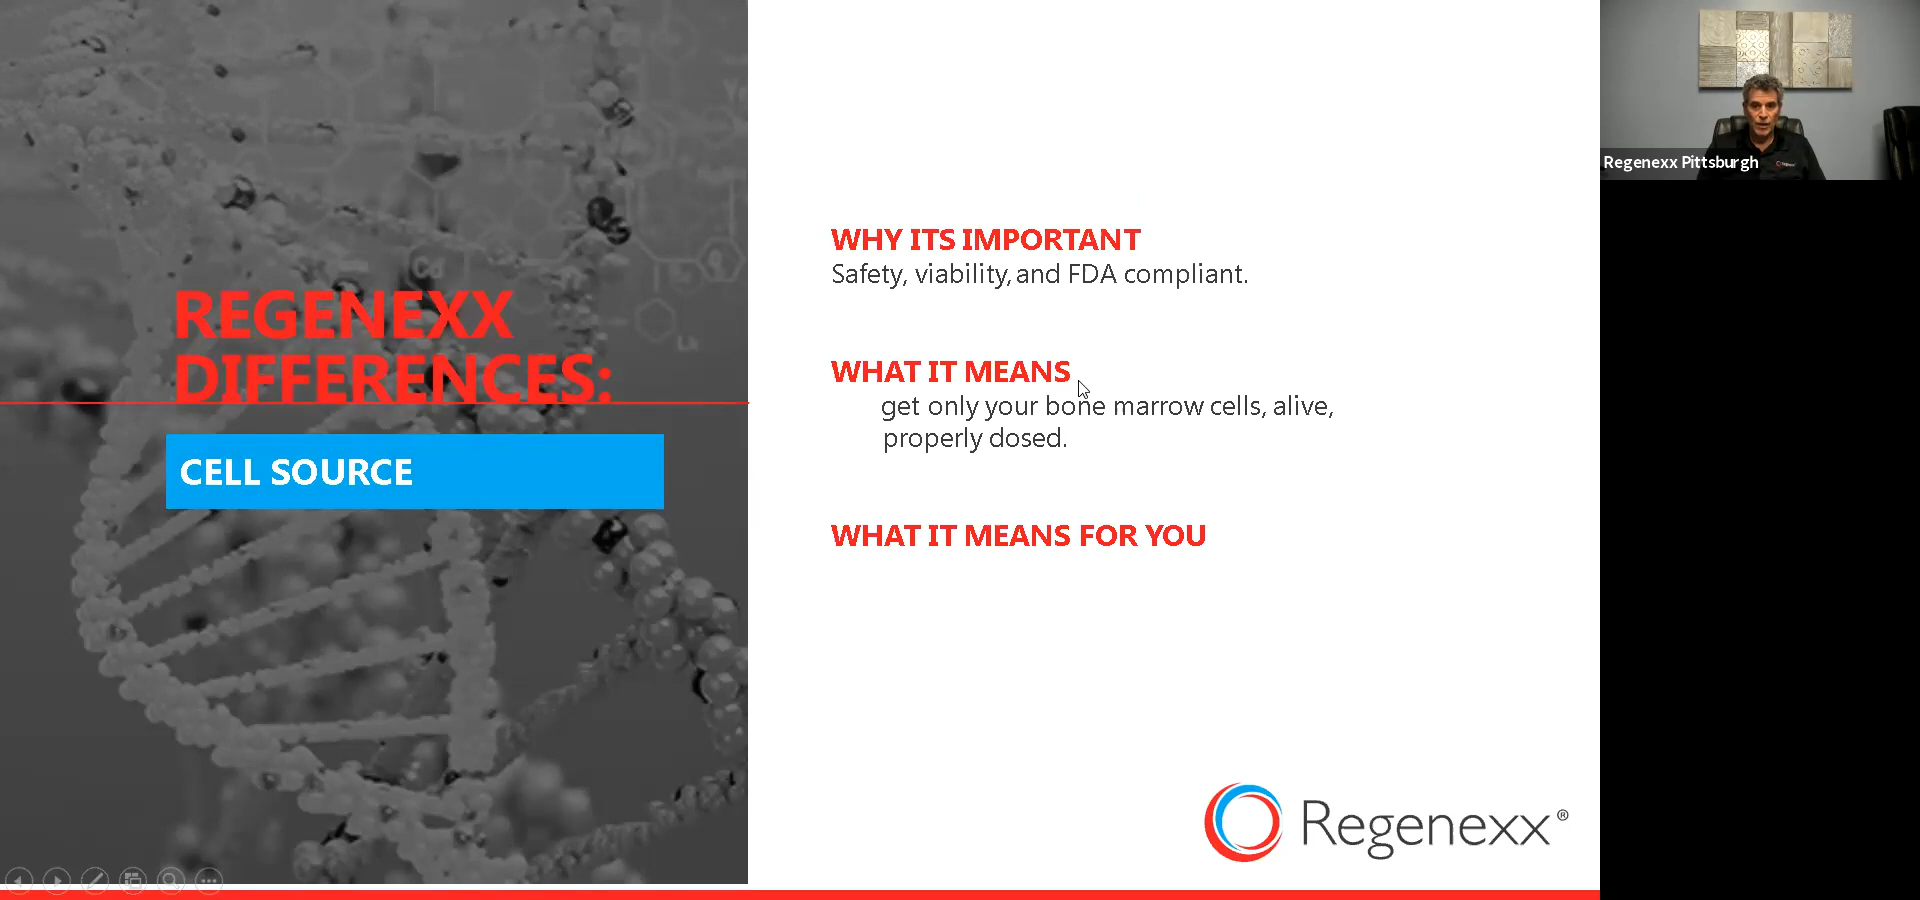 REGENEXX
DIFFERENCES:
CELL SOURCE
WHY ITS IMPORTANT
Safety, viability, and FDA compliant.
WHAT IT MEANS
get only your bone marrow cells, alive,
properly dosed.
WHAT IT MEANS FOR YOU
Regenexx®
Regenexx Pittsburgh